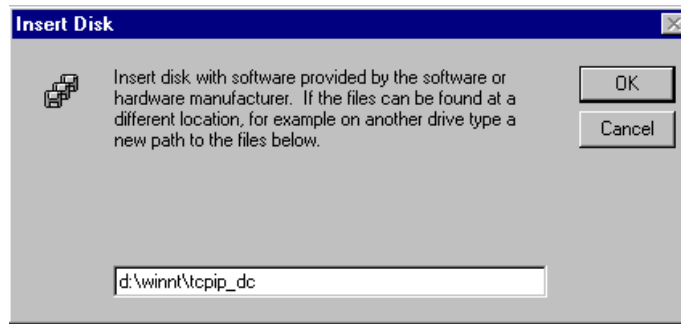 Insert Disk
Insert disk with software provided by the software or
hardware manufacturer.  If the files can be found at a
different location, for example on another drive type a
new path to the files below.
OK
Cancel
d:\winnt\tcpip_dc